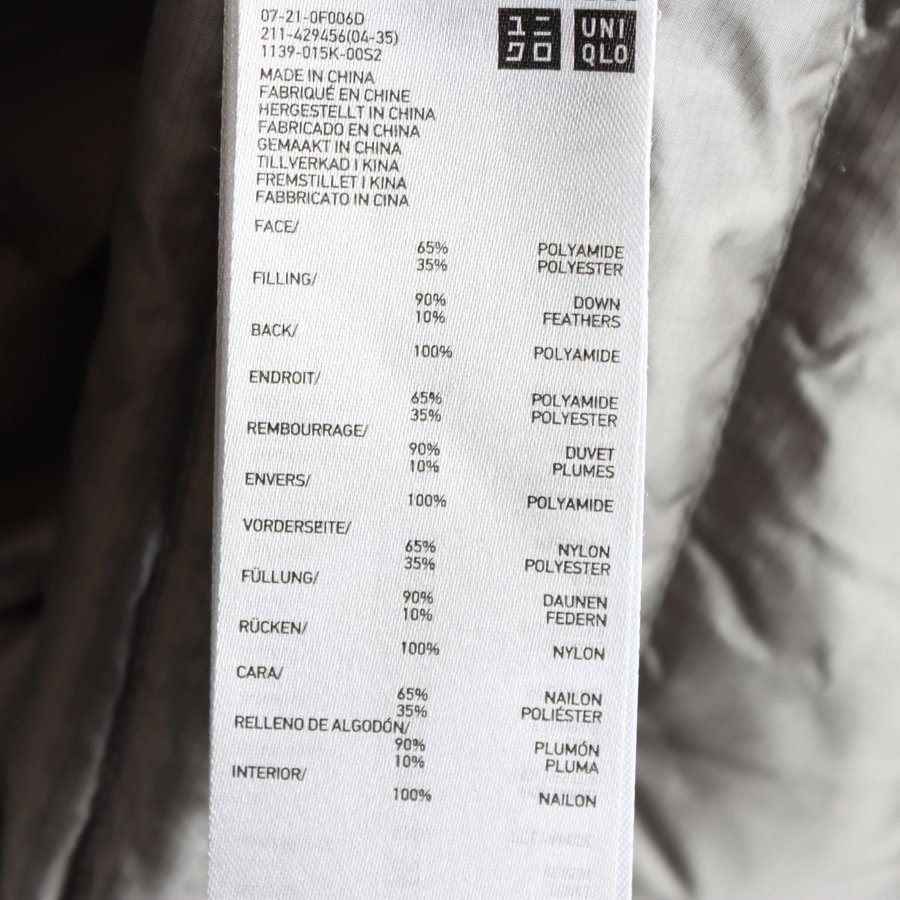 07-21-0F006D
211-429456(04-35)
1139-015K-00S2
ユニ
クロ
UNI
QLO
MADE IN CHINA
FABRIQUÉ EN CHINE
HERGESTELLT IN CHINA
FABRICADO EN CHINA
GEMAAKT IN CHINA
TILLVERKAD I KINA
FREMSTILLET I KINA
FABBRICATO IN CINA
FACE/
65% POLYAMIDE
35% POLYESTER
FILLING/
90% DOWN
10% FEATHERS
BACK/
100% POLYAMIDE
ENDROIT/
65% POLYAMIDE
35% POLYESTER
REMBOURRAGE/
90% DUVET
10% PLUMES
ENVERS/
100% POLYAMIDE
VORDERSEITE/
65% NYLON
35% POLYESTER
FÜLLUNG/
90% DAUNEN
10% FEDERN
RÜCKEN/
100% NYLON
CARA/
65% NAILON
35% POLIÉSTER
RELLENO DE ALGODÓN/
90% PLUMÓN
10% PLUMA
INTERIOR/
100% NAILON